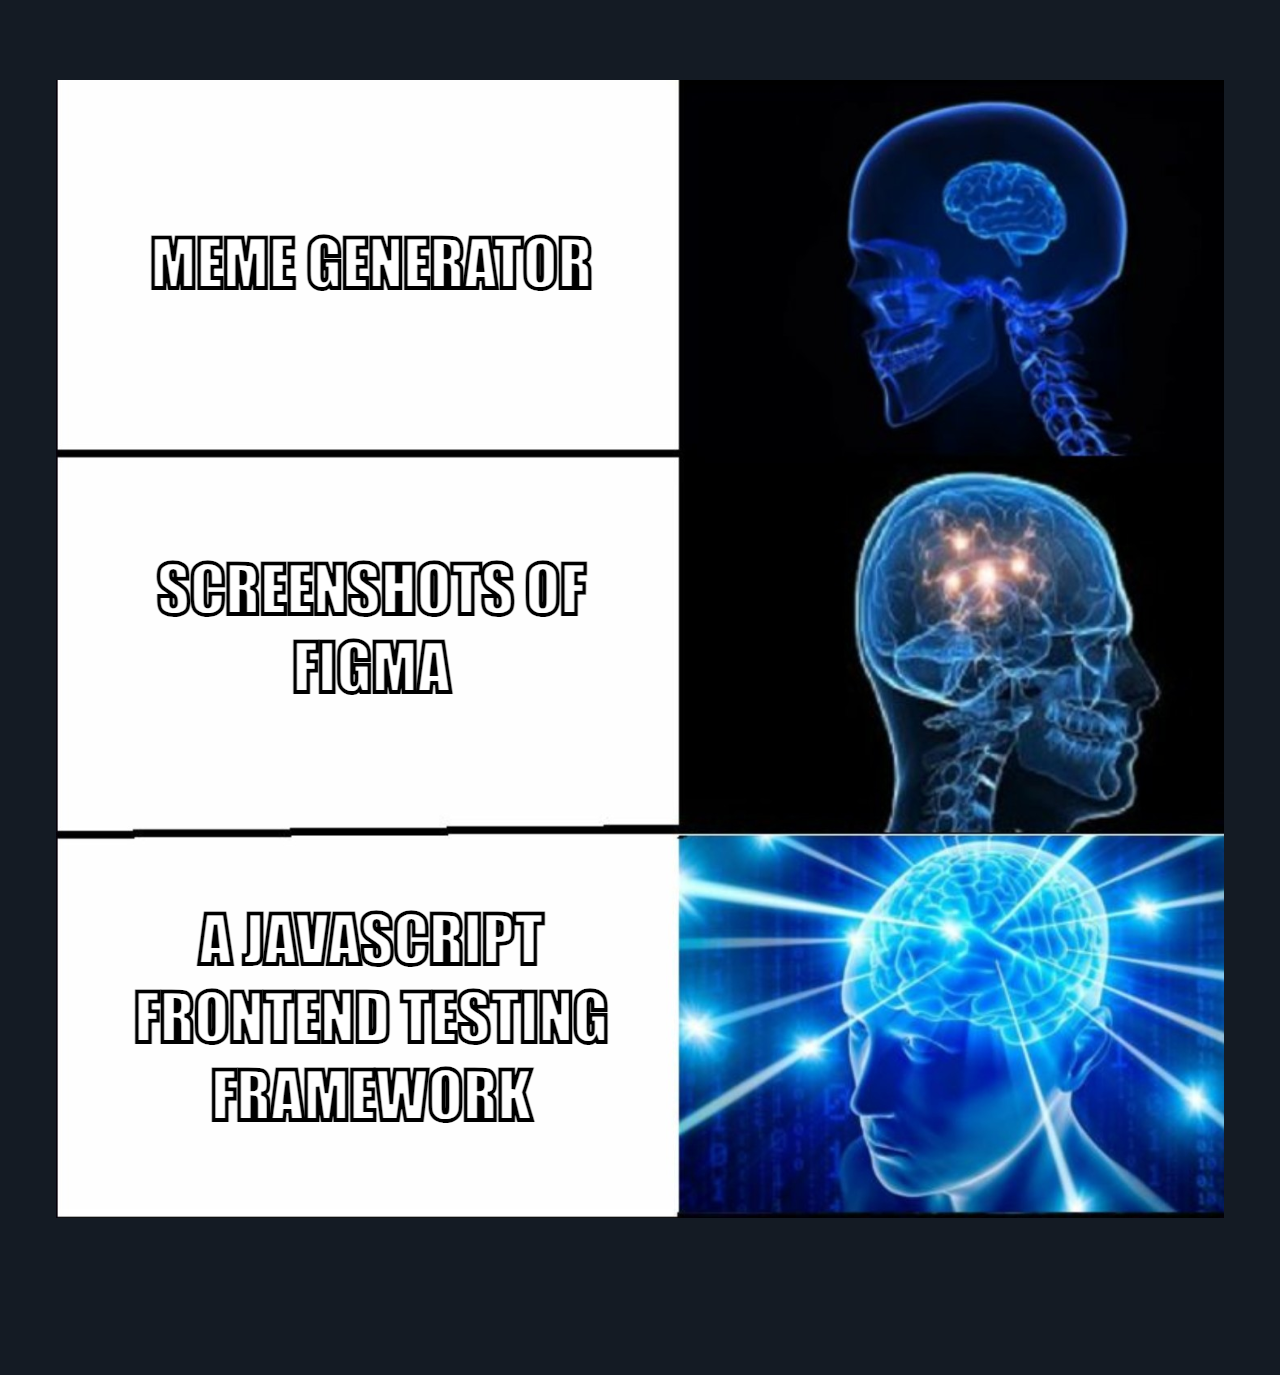 MEME GENERATOR
SCREENSHOTS OF
FIGMA
A JAVASCRIPT
FRONTEND TESTING
FRAMEWORK